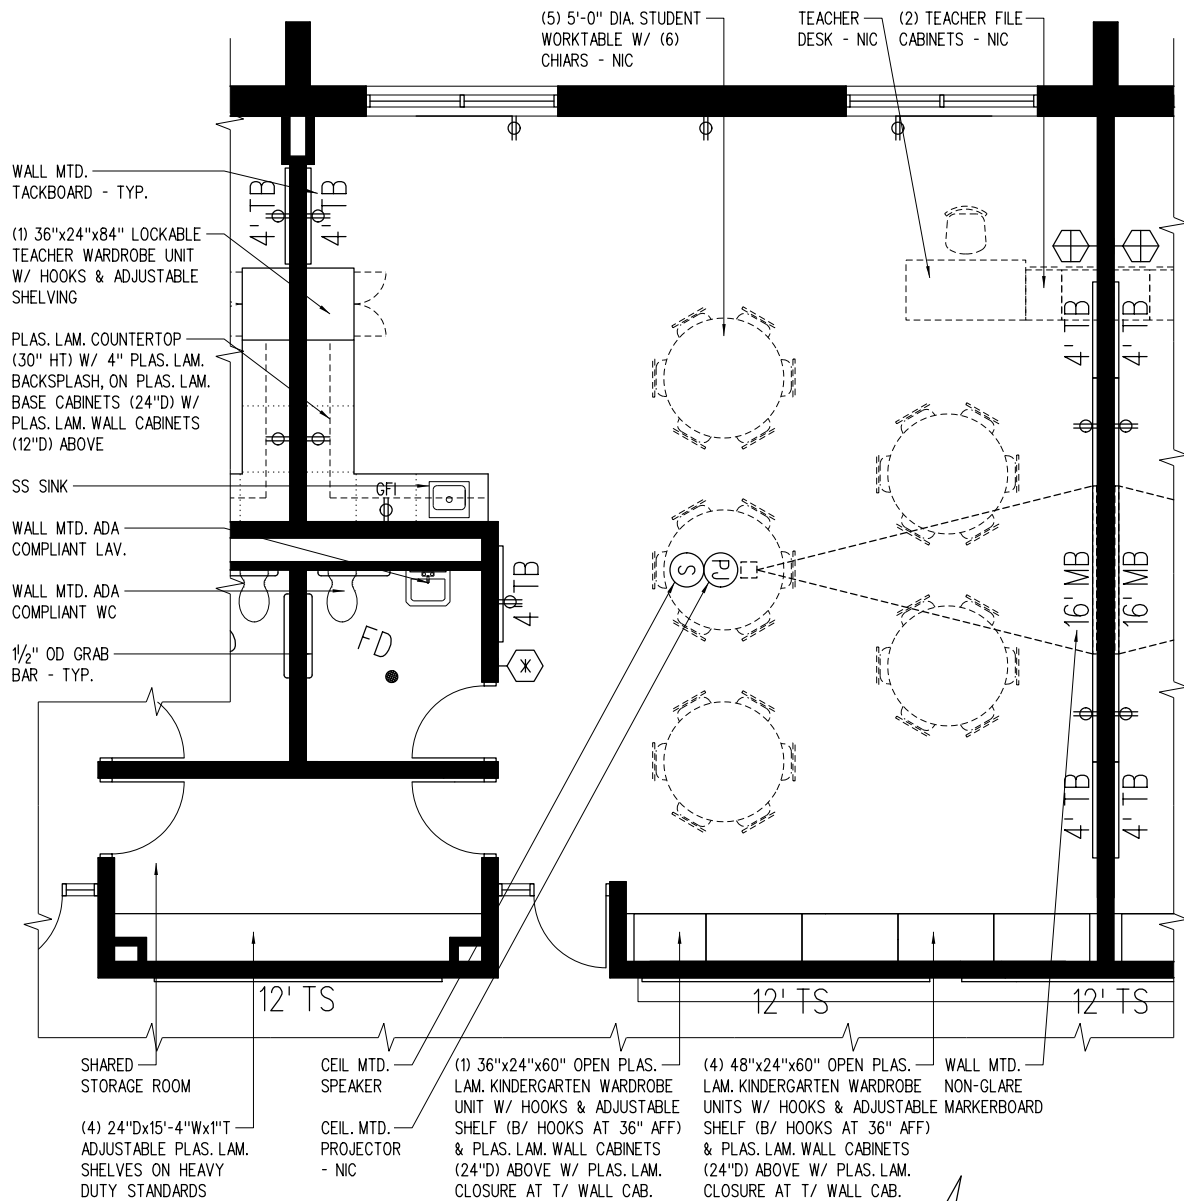 (5) 5'-0" DIA. STUDENT
WORKTABLE W/ (6)
CHIARS - NIC
TEACHER
DESK - NIC
(2) TEACHER FILE
CABINETS - NIC
WALL MTD.
TACKBOARD - TYP.
(1) 36"x24"x84" LOCKABLE
TEACHER WARDROBE UNIT
W/ HOOKS & ADJUSTABLE
SHELVING
PLAS. LAM. COUNTERTOP
(30" HT) W/ 4" PLAS. LAM.
BACKSPLASH, ON PLAS. LAM.
BASE CABINETS (24"D) W/
PLAS. LAM. WALL CABINETS
(12"D) ABOVE
SS SINK
WALL MTD. ADA
COMPLIANT LAV.
WALL MTD. ADA
COMPLIANT WC
1½" OD GRAB
BAR - TYP.
4' TB
4' TB
GFI
4' TB
FD
S
PJ
4' TB
4' TB
16' MB
16' MB
4' TB
4' TB
12' TS
12' TS
12' TS
SHARED
STORAGE ROOM
(4) 24"Dx15'-4"Wx1"T
ADJUSTABLE PLAS. LAM.
SHELVES ON HEAVY
DUTY STANDARDS
CEIL MTD.
SPEAKER
CEIL. MTD.
PROJECTOR
- NIC
(1) 36"x24"x60" OPEN PLAS.
LAM. KINDERGARTEN WARDROBE
UNIT W/ HOOKS & ADJUSTABLE
SHELF (B/ HOOKS AT 36" AFF)
& PLAS. LAM. WALL CABINETS
(24"D) ABOVE W/ PLAS. LAM.
CLOSURE AT T/ WALL CAB.
(4) 48"x24"x60" OPEN PLAS.
LAM. KINDERGARTEN WARDROBE
UNITS W/ HOOKS & ADJUSTABLE
SHELF (B/ HOOKS AT 36" AFF)
& PLAS. LAM. WALL CABINETS
(24"D) ABOVE W/ PLAS. LAM.
CLOSURE AT T/ WALL CAB.
WALL MTD.
NON-GLARE
MARKERBOARD